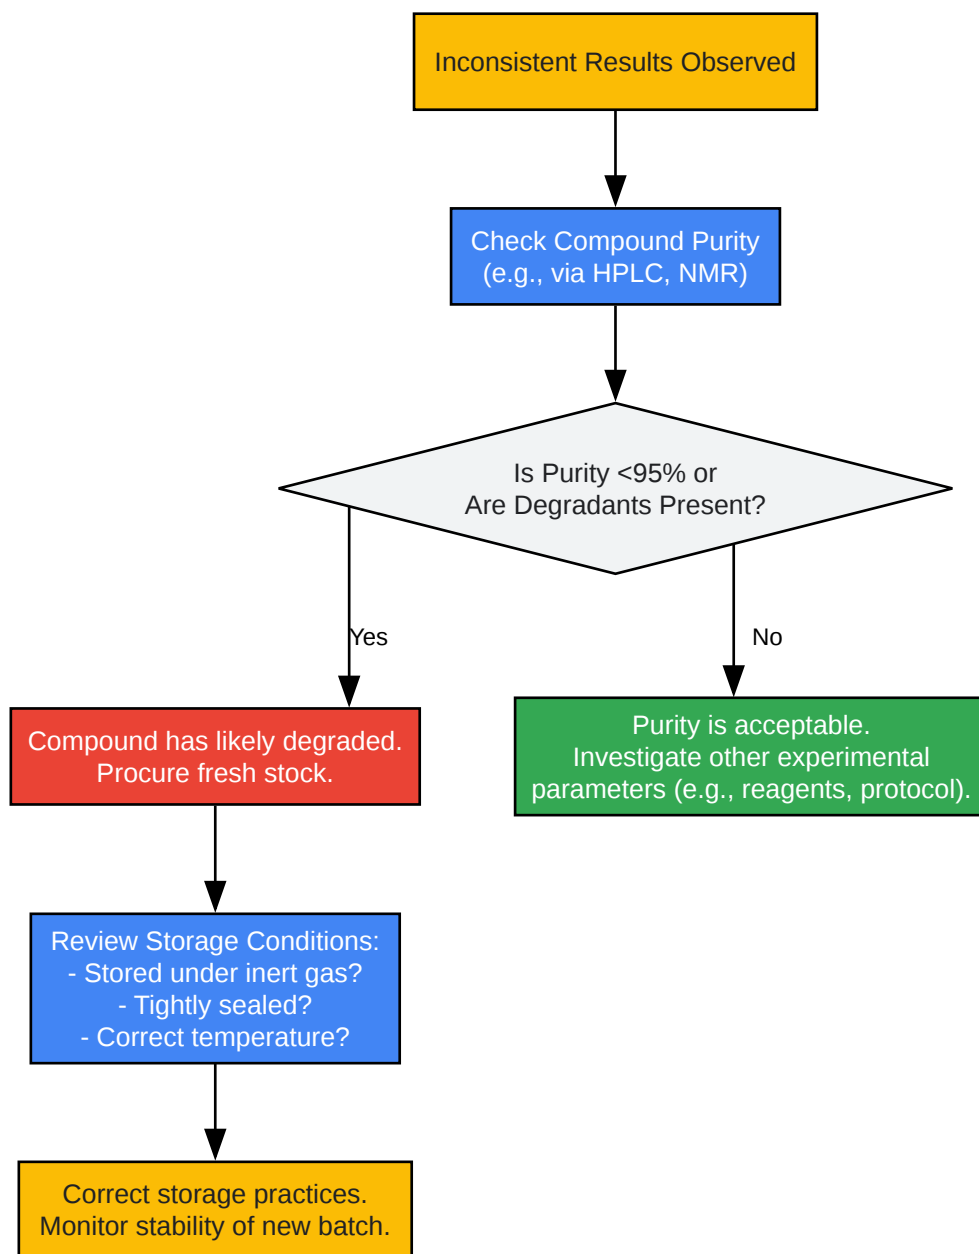 Inconsistent Results Observed
Check Compound Purity
(e.g., via HPLC, NMR)
Is Purity <95% or
Are Degradants Present?
Yes
No
Compound has likely degraded.
Procure fresh stock.
Purity is acceptable.
Investigate other experimental
parameters (e.g., reagents, protocol).
Review Storage Conditions:
- Stored under inert gas?
- Tightly sealed?
- Correct temperature?
Correct storage practices.
Monitor stability of new batch.